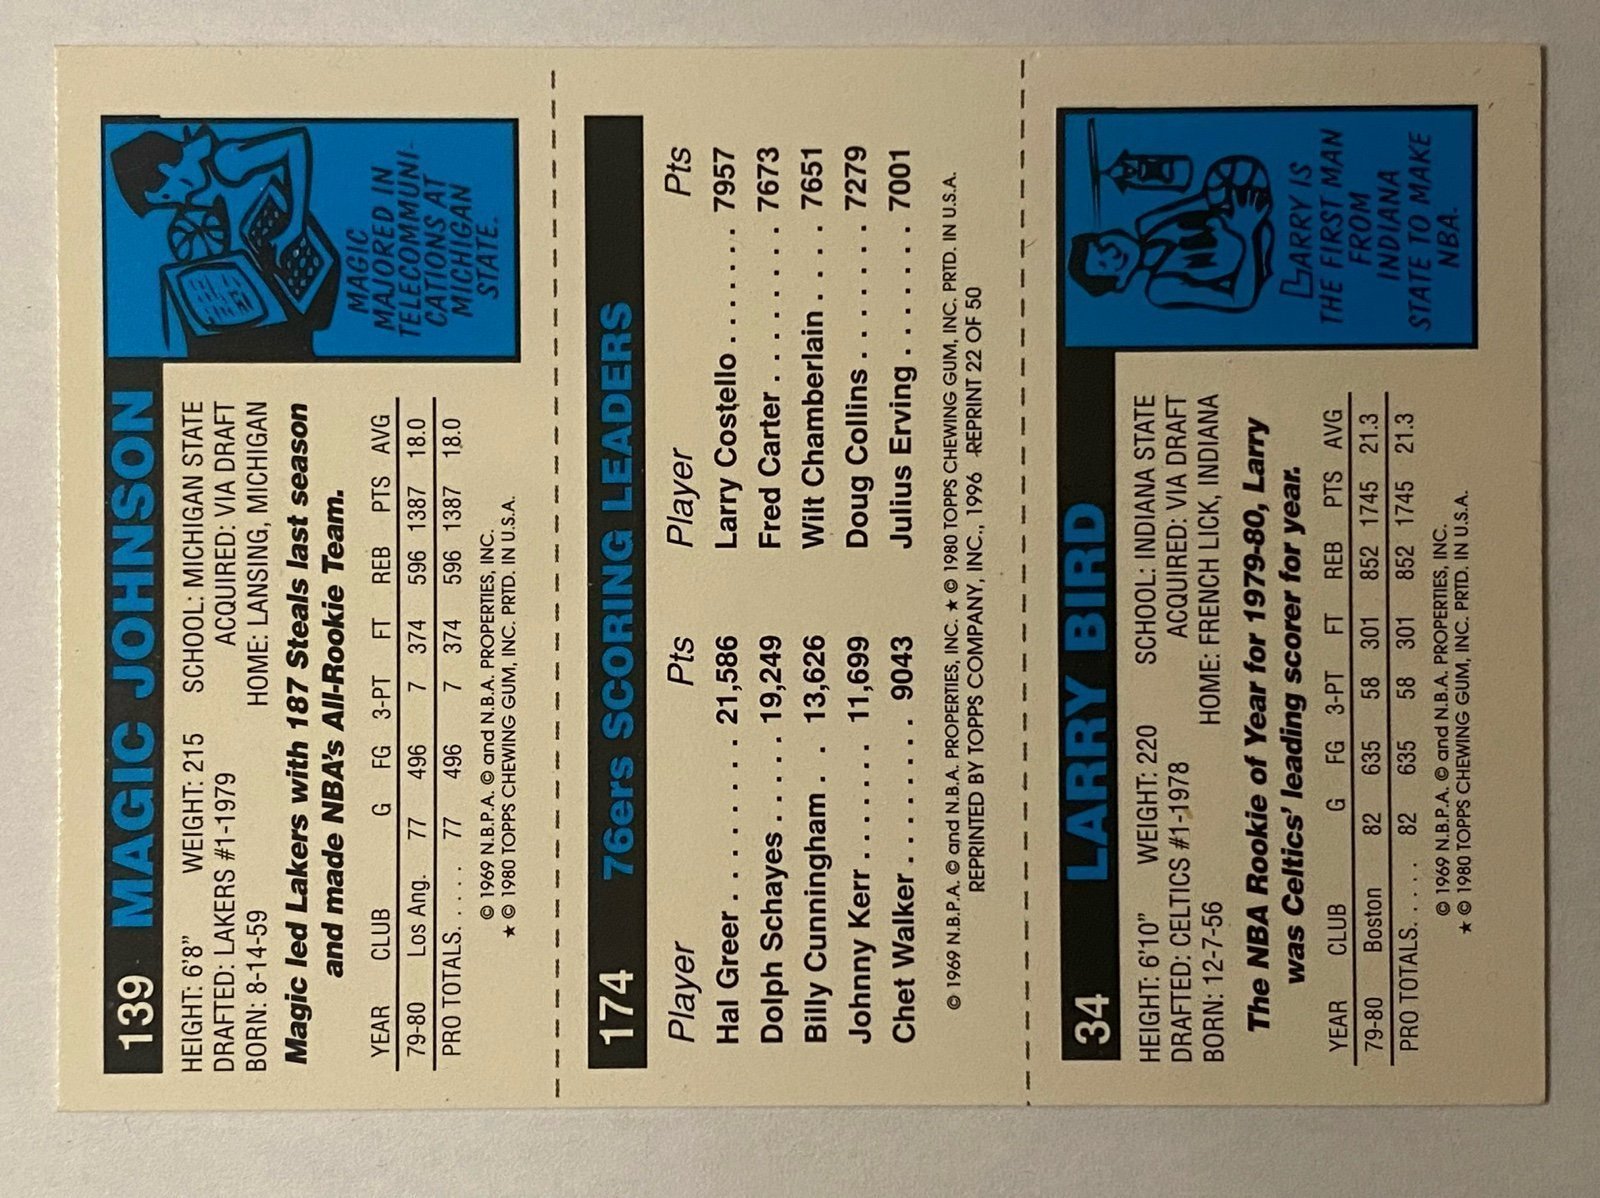 139 MAGIC JOHNSON
HEIGHT: 6'8" WEIGHT: 215 SCHOOL: MICHIGAN STATE
DRAFTED: LAKERS #1-1979 ACQUIRED: VIA DRAFT
BORN: 8-14-59 HOME: LANSING, MICHIGAN
Magic led Lakers with 187 Steals last season
and made NBA's All-Rookie Team.
YEAR CLUB G FG 3-PT FT REB PTS AVG
79-80 Los Ang. 77 496 7 374 596 1387 18.0
PRO TOTALS..... 77 496 7 374 596 1387 18.0
© 1969 N.B.P.A. © and N.B.A. PROPERTIES, INC.
★ © 1980 TOPPS CHEWING GUM, INC. PRTD. IN U.S.A.
MAGIC
MAJORED IN
TELECOMMUNI-
CATIONS AT
MICHIGAN
STATE.
174 76ers SCORING LEADERS
Player Pts Player Pts
Hal Greer........ 21,586 Larry Costello....... 7957
Dolph Schayes.... 19,249 Fred Carter......... 7673
Billy Cunningham.. 13,626 Wilt Chamberlain.... 7651
Johnny Kerr...... 11,699 Doug Collins........ 7279
Chet Walker....... 9043 Julius Erving....... 7001
© 1969 N.B.P.A. © and N.B.A. PROPERTIES, INC. ★ © 1980 TOPPS CHEWING GUM, INC. PRTD. IN U.S.A.
REPRINTED BY TOPPS COMPANY, INC., 1996 REPRINT 22 OF 50
34 LARRY BIRD
HEIGHT: 6'10" WEIGHT: 220 SCHOOL: INDIANA STATE
DRAFTED: CELTICS #1-1978 ACQUIRED: VIA DRAFT
BORN: 12-7-56 HOME: FRENCH LICK, INDIANA
The NBA Rookie of Year for 1979-80, Larry
was Celtics' leading scorer for year.
YEAR CLUB G FG 3-PT FT REB PTS AVG
79-80 Boston 82 635 58 301 852 1745 21.3
PRO TOTALS..... 82 635 58 301 852 1745 21.3
© 1969 N.B.P.A. © and N.B.A. PROPERTIES, INC.
★ © 1980 TOPPS CHEWING GUM, INC. PRTD. IN U.S.A.
LARRY IS
THE FIRST MAN
FROM
INDIANA
STATE TO MAKE
NBA.